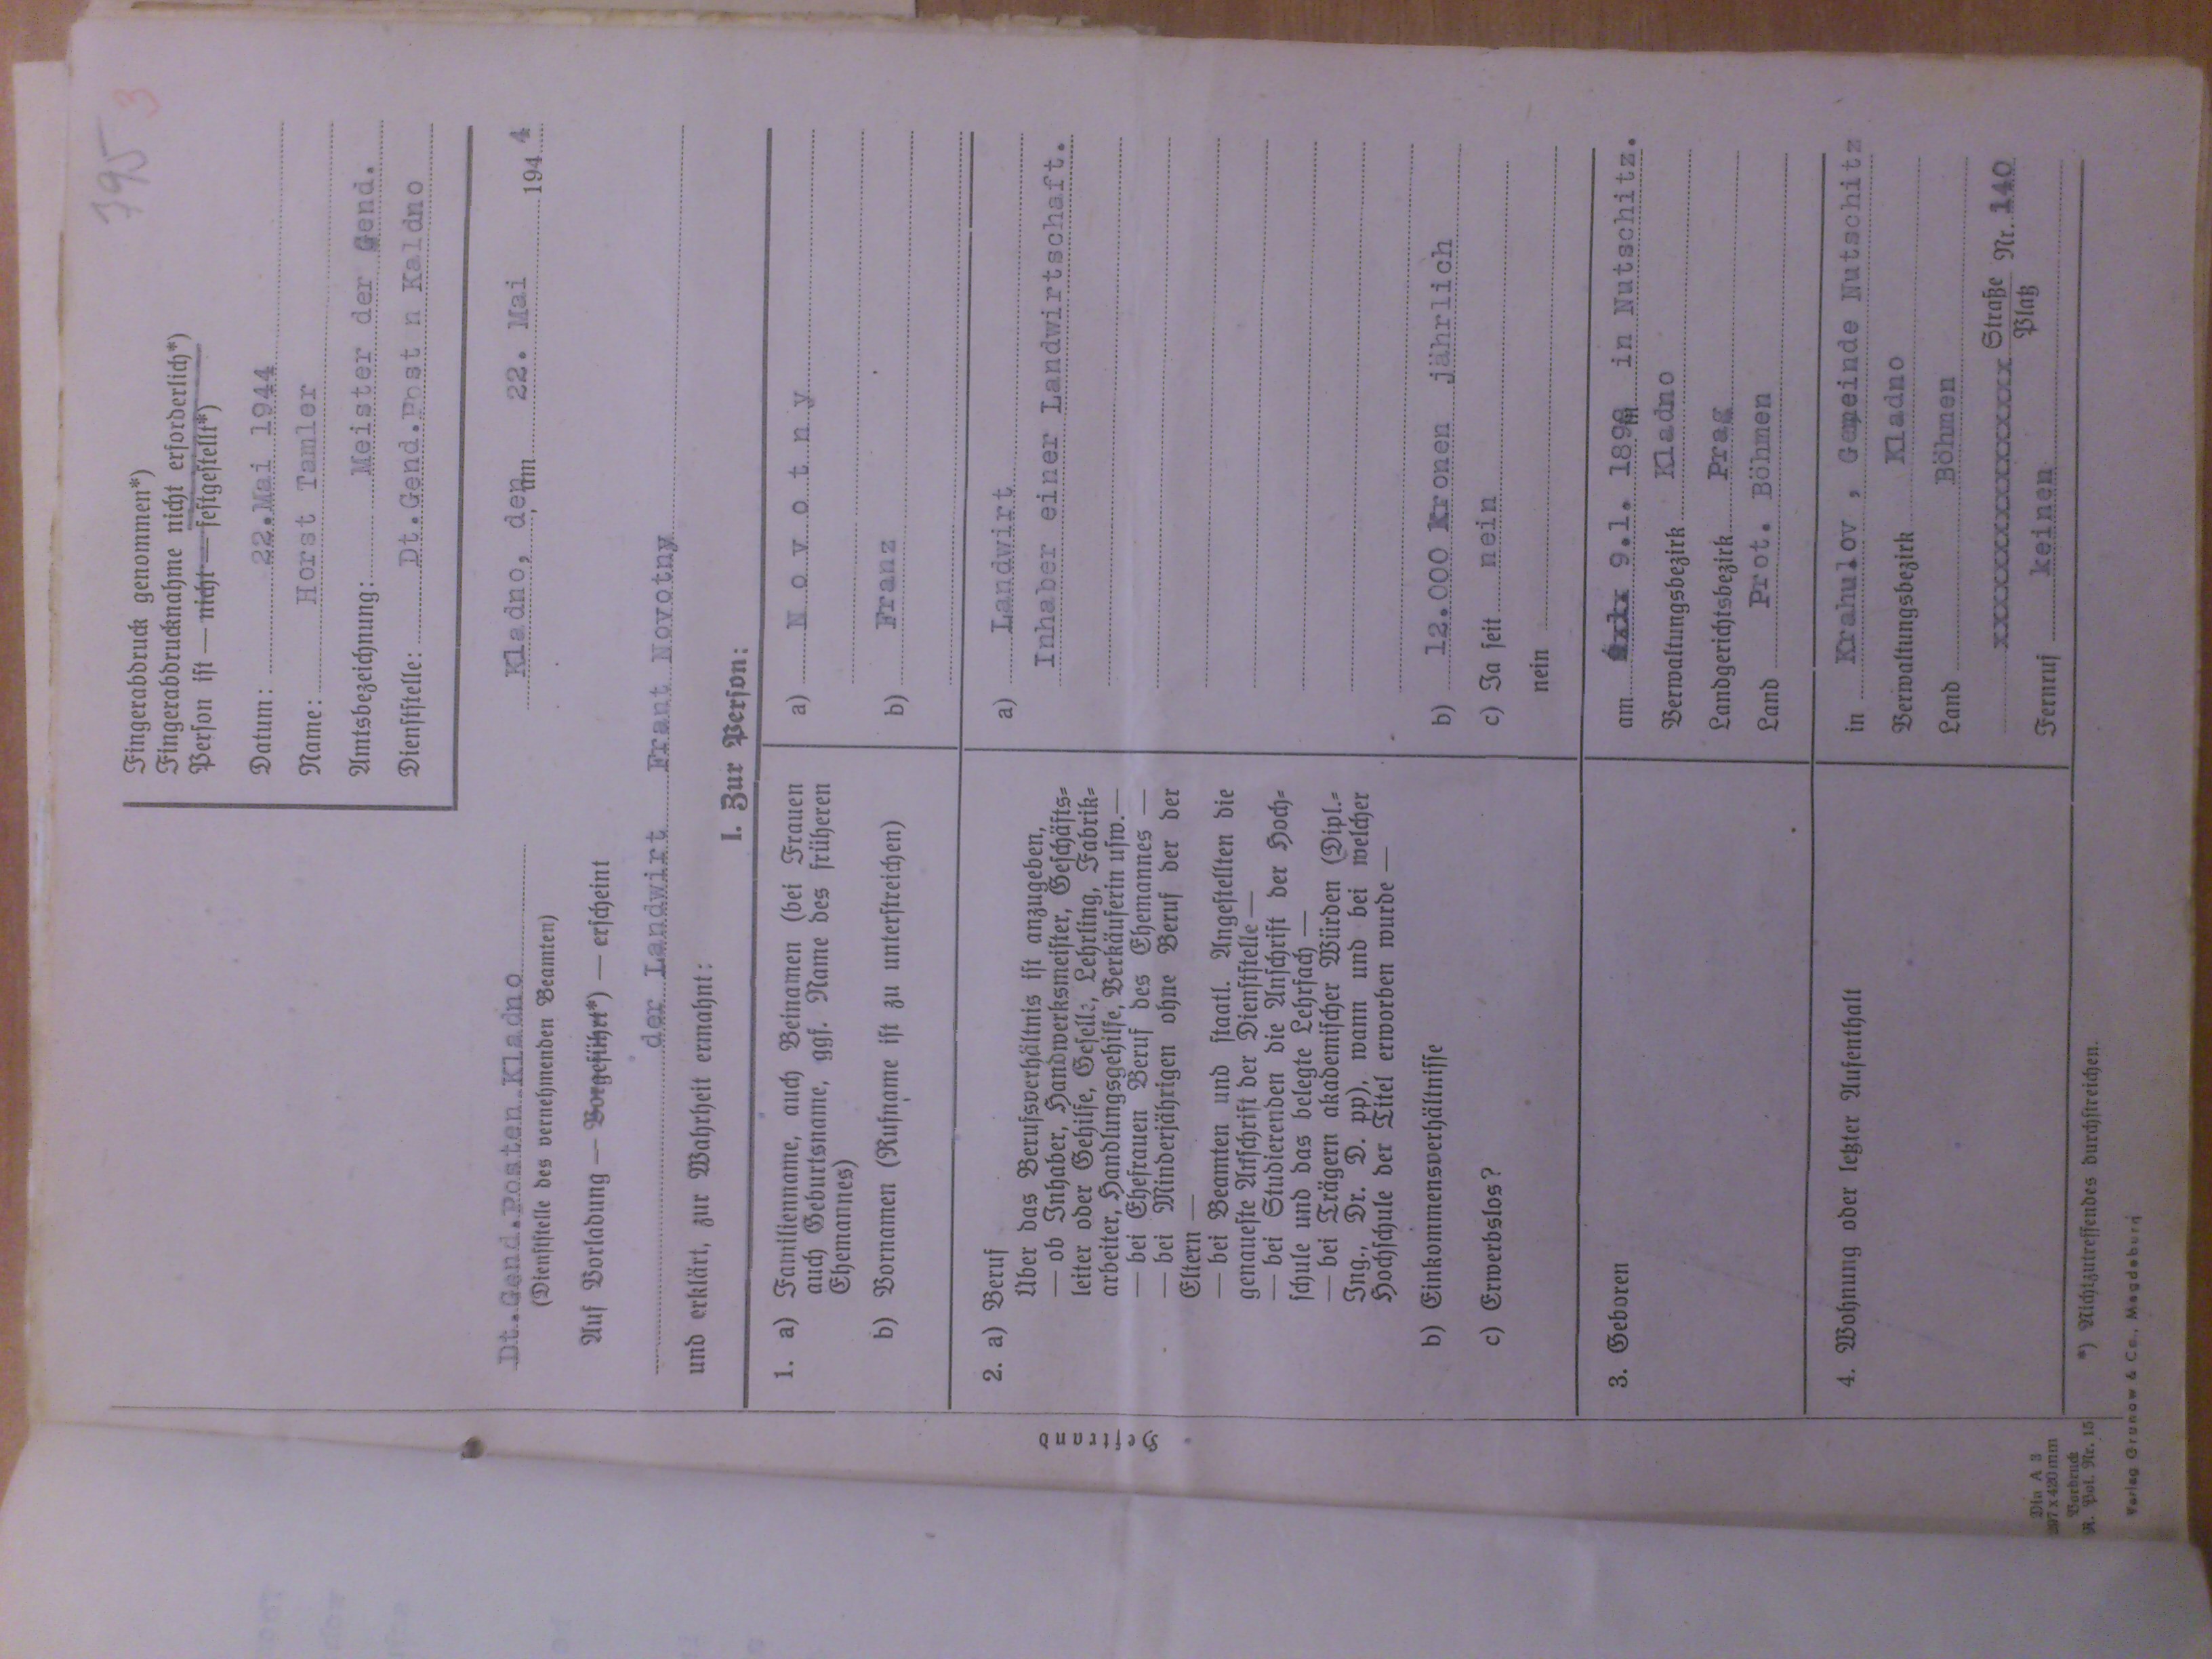 795 3
Fingerabdruck genommen*)
Fingerabdrucknahme nicht erforderlich*)
Person ist — nicht — festgestellt*)
Datum: 22.Mai 1944
Name: Horst Tamler
Amtsbezeichnung: Meister der Gend.
Dienststelle: Dt.Gend.Post n Kaldno
Dt.Gend.Posten Kladno
Kladno, den, am 22. Mai 1944
(Dienststelle des vernehmenden Beamten)
Auf Vorladung — Vorgeführt*) — erscheint
der Landwirt Frant Novotny
und erklärt, zur Wahrheit ermahnt:
I. Zur Person:
1. a) Familienname, auch Beinamen (bei Frauen
auch Geburtsname, ggf. Name des früheren
Ehemannes)
a) N o v o t n y
b) Vornamen (Rufname ist zu unterstreichen)
b) Franz
2. a) Beruf
Über das Berufsverhältnis ist anzugeben,
— ob Inhaber, Handwerksmeister, Geschäfts-
leiter oder Gehilfe, Geselle, Lehrling, Fabrik-
arbeiter, Handlungsgehilfe, Verkäuferin usw.—
— bei Ehefrauen Beruf des Ehemannes —
— bei Minderjährigen ohne Beruf der der
Eltern —
— bei Beamten und staatl. Angestellten die
genaueste Anschrift der Dienststelle —
— bei Studierenden die Anschrift der Hoch-
schule und das belegte Lehrfach —
— bei Trägern akademischer Würden (Dipl.-
Ing., Dr. D. pp), wann und bei welcher
Hochschule der Titel erworben wurde —
a) Landwirt
Inhaber einer Landwirtschaft.
b) Einkommensverhältnisse
b) 12.000 Kronen jährlich
c) Erwerbslos?
c) Ja seit nein
nein
3. Geboren
am 9.1. 189 in Nutschitz.
Verwaltungsbezirk Kladno
Landgerichtsbezirk Prag
Land Prot. Böhmen
4. Wohnung oder letzter Aufenthalt
in Krahulov , Gemeinde Nutschitz
Verwaltungsbezirk Kladno
Land Böhmen
xxxxxxxxxxxxxxxx Straße Nr. 140
Platz
Fernruf keinen
*) Nichtzutreffendes durchstreichen.
Heftrand
Din A 3
297 x 420 mm
Vordruck
R. Pol. Nr. 15
Verlag Grunow & Co., Magdeburg